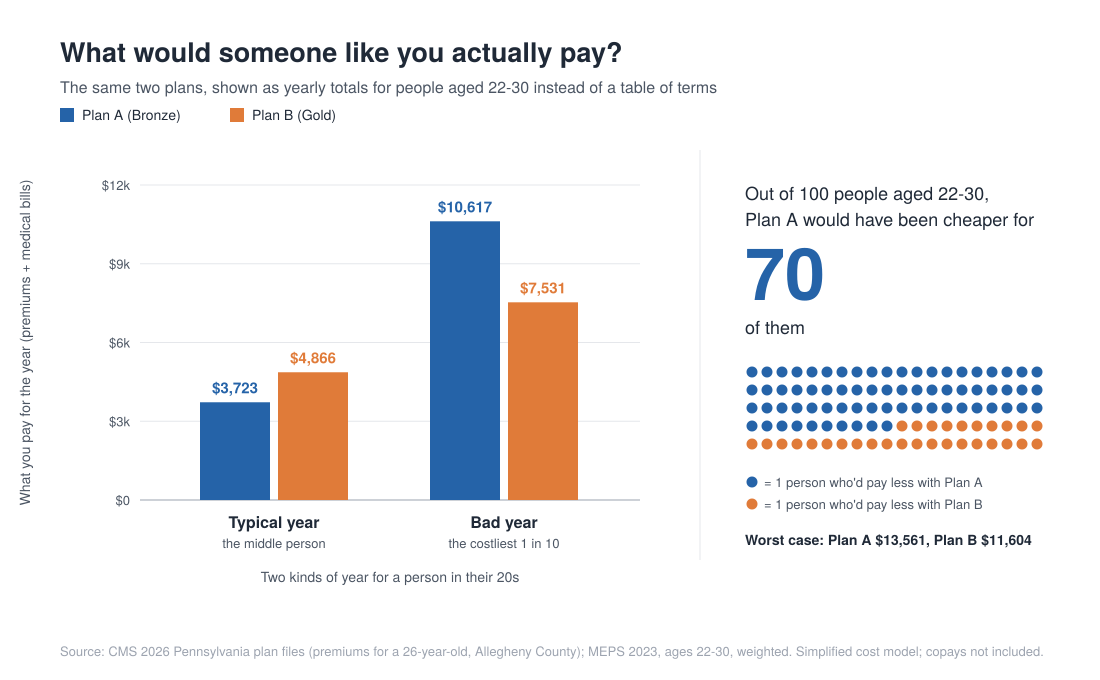 What would someone like you actually pay?
The same two plans, shown as yearly totals for people aged 22-30 instead of a table of terms
Plan A (Bronze)
Plan B (Gold)
What you pay for the year (premiums + medical bills)
$12k
$9k
$6k
$3k
$0
$3,723
$4,866
$10,617
$7,531
Typical year
the middle person
Bad year
the costliest 1 in 10
Two kinds of year for a person in their 20s
Out of 100 people aged 22-30,
Plan A would have been cheaper for
70
of them
= 1 person who'd pay less with Plan A
= 1 person who'd pay less with Plan B
Worst case: Plan A $13,561, Plan B $11,604
Source: CMS 2026 Pennsylvania plan files (premiums for a 26-year-old, Allegheny County); MEPS 2023, ages 22-30, weighted. Simplified cost model; copays not included.